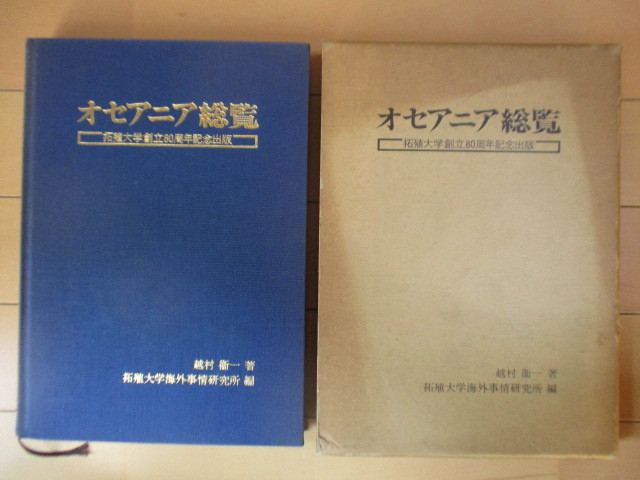 オセアニア総覧
拓殖大学創立80周年記念出版
越村 衞一 著
拓殖大学海外事情研究所 編
オセアニア総覧
拓殖大学創立80周年記念出版
越村 衞一 著
拓殖大学海外事情研究所 編